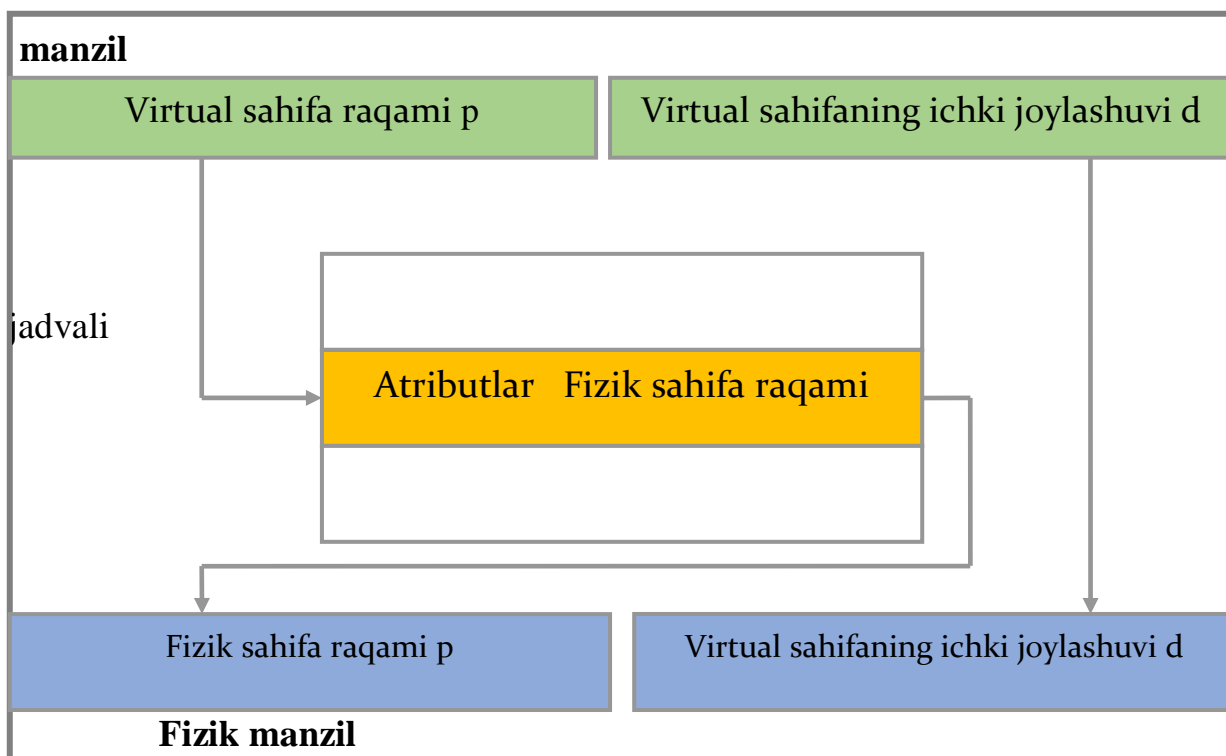 manzil
Virtual sahifa raqami p
Virtual sahifaning ichki joylashuvi d
jadvali
Atributlar Fizik sahifa raqami
Fizik sahifa raqami p
Virtual sahifaning ichki joylashuvi d
Fizik manzil